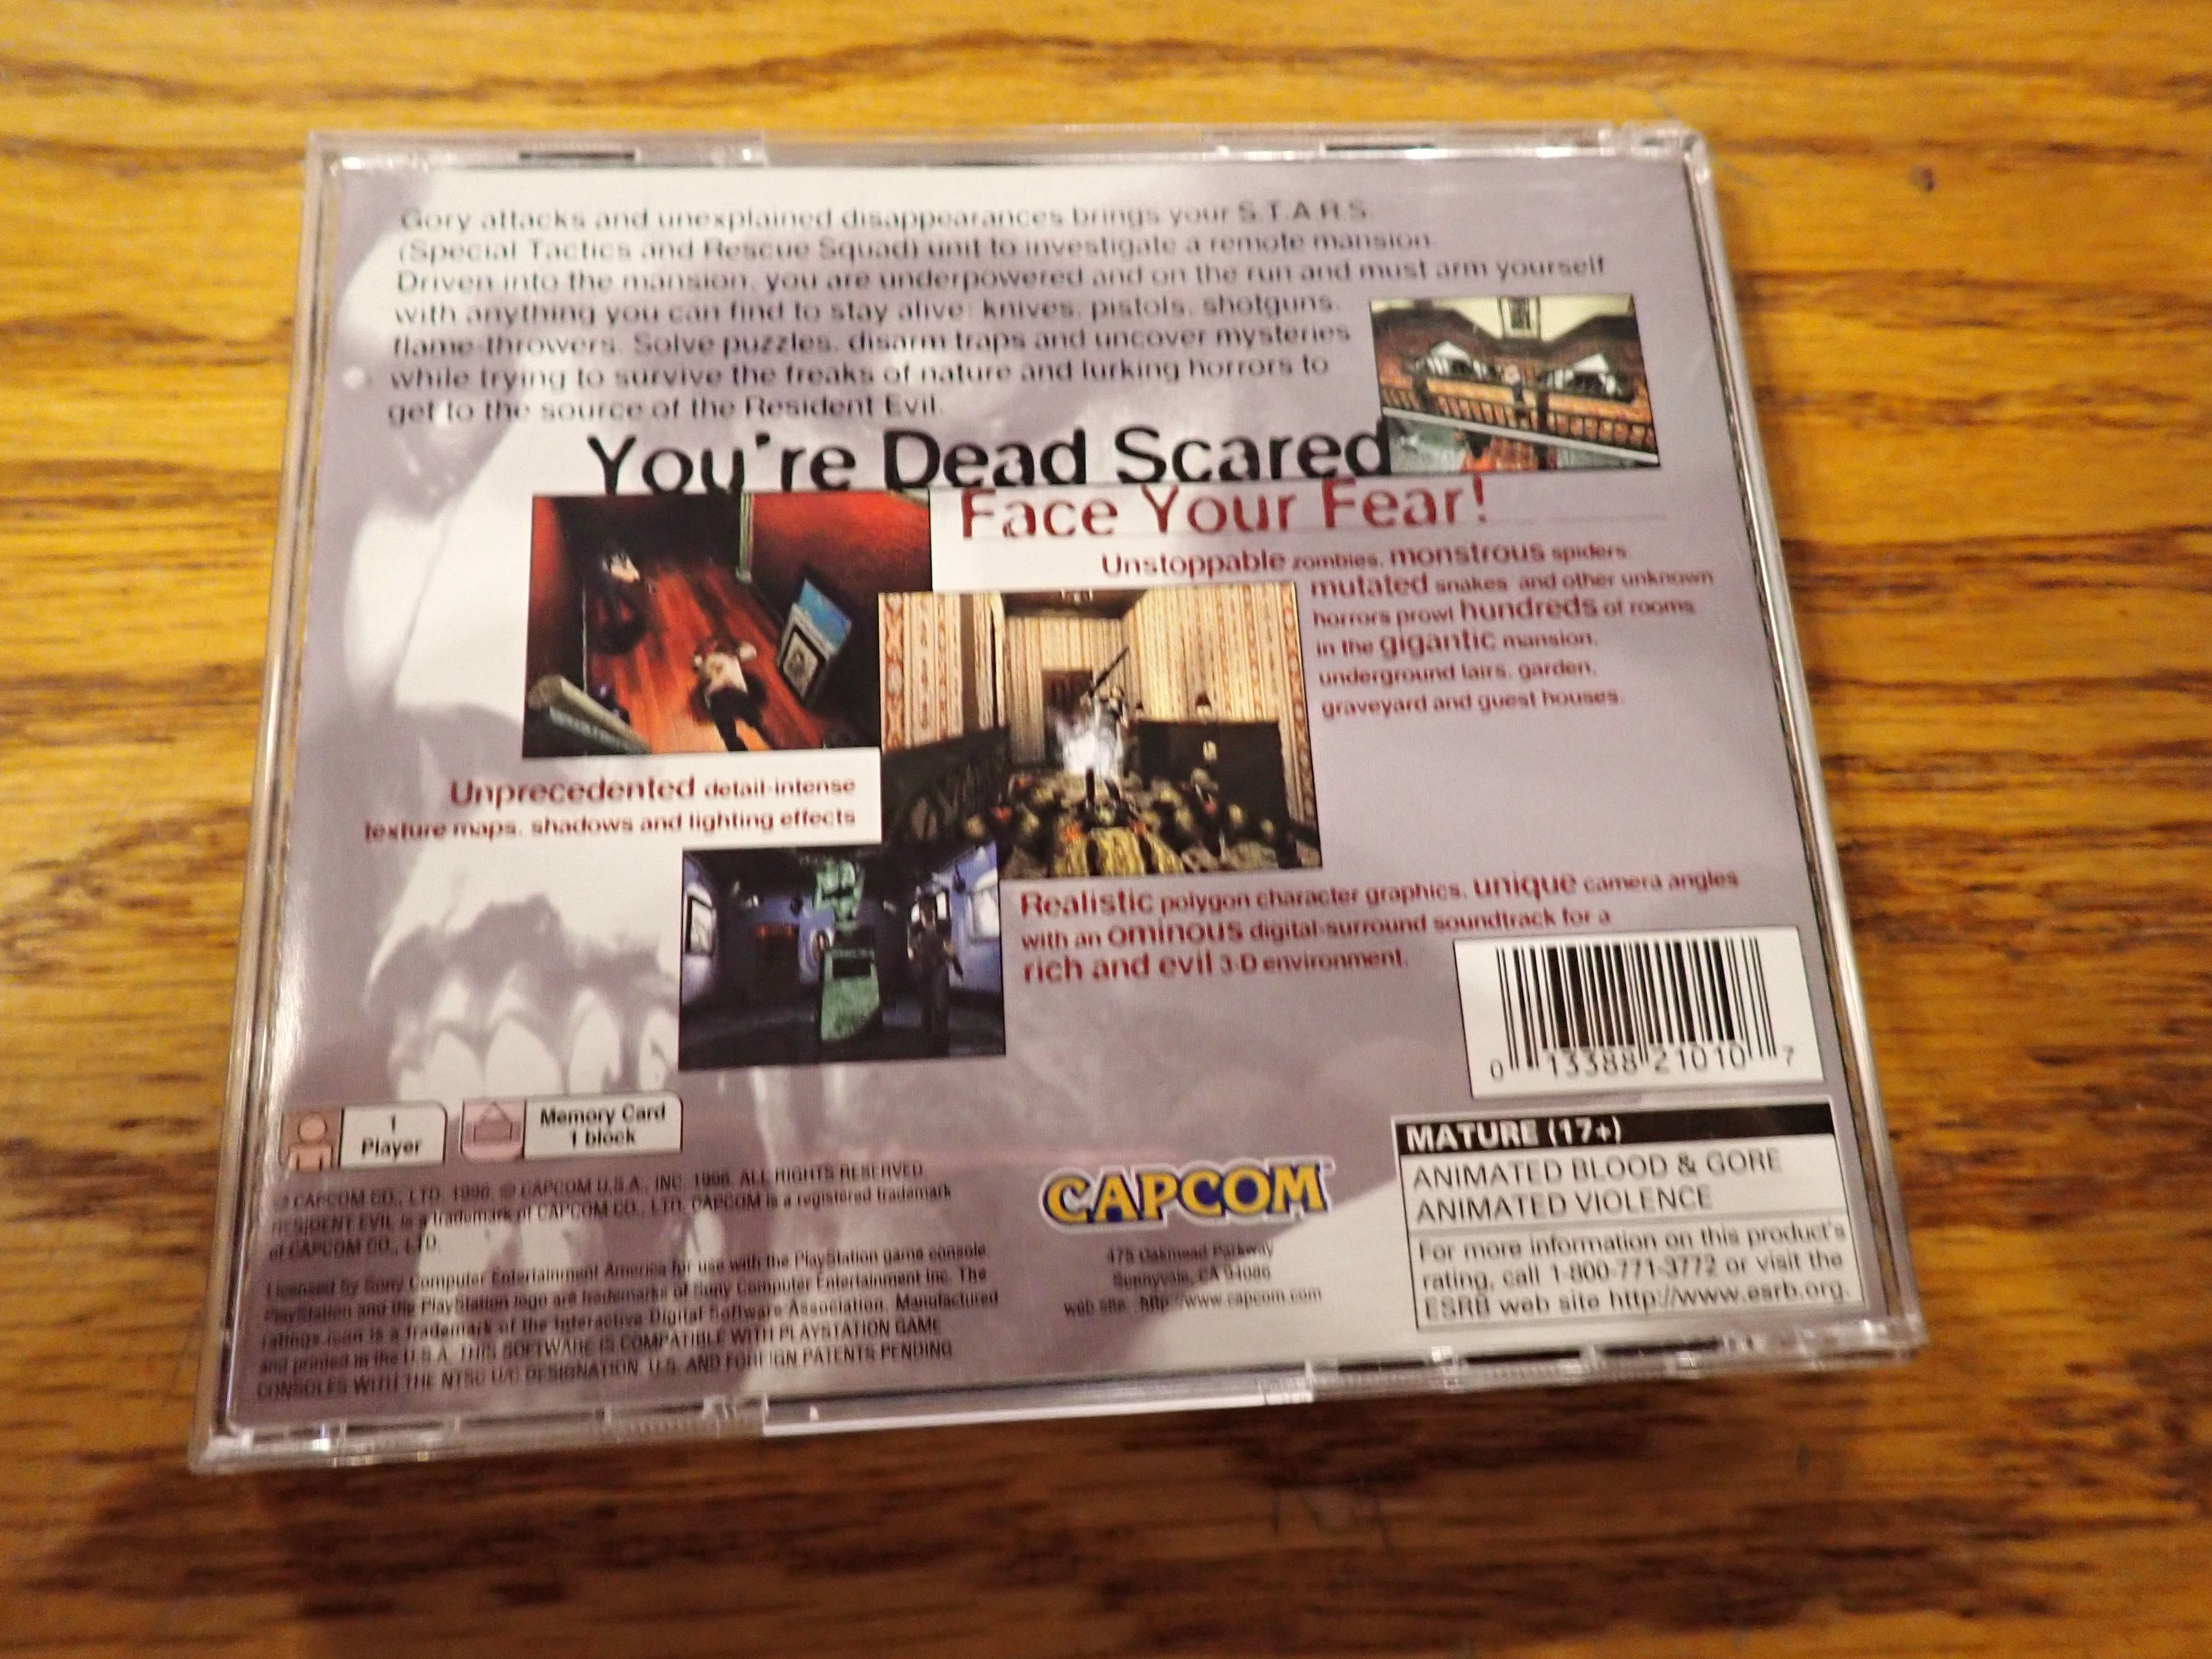 Gory attacks and unexplained disappearances brings your S.T.A.R.S.
(Special Tactics and Rescue Squad) unit to investigate a remote mansion.
Driven into the mansion, you are underpowered and on the run and must arm yourself
with anything you can find to stay alive: knives, pistols, shotguns,
flame-throwers. Solve puzzles, disarm traps and uncover mysteries
while trying to survive the freaks of nature and lurking horrors to
get to the source of the Resident Evil.
You're Dead Scared
Face Your Fear!
Unstoppable zombies, monstrous spiders
mutated snakes and other unknown
horrors prowl hundreds of rooms
in the gigantic mansion,
underground lairs, garden,
graveyard and guest houses.
Unprecedented detail-intense
texture maps, shadows and lighting effects
Realistic polygon character graphics, unique camera angles
with an ominous digital-surround soundtrack for a
rich and evil 3-D environment.
0 13388 21010 7
1
Player
Memory Card
1 block
MATURE (17+)
ANIMATED BLOOD & GORE
ANIMATED VIOLENCE
For more information on this product's
rating, call 1-800-771-3772 or visit the
ESRB web site http://www.esrb.org.
© CAPCOM CO., LTD. 1996. © CAPCOM U.S.A., INC. 1996. ALL RIGHTS RESERVED.
RESIDENT EVIL is a trademark of CAPCOM CO., LTD. CAPCOM is a registered trademark
of CAPCOM CO., LTD.
Licensed by Sony Computer Entertainment America for use with the PlayStation game console.
PlayStation and the PlayStation logo are trademarks of Sony Computer Entertainment Inc. The
ratings icon is a trademark of the Interactive Digital Software Association. Manufactured
and printed in the U.S.A. THIS SOFTWARE IS COMPATIBLE WITH PLAYSTATION GAME
CONSOLES WITH THE NTSC U/C DESIGNATION. U.S. AND FOREIGN PATENTS PENDING.
CAPCOM
475 Oakmead Parkway
Sunnyvale, CA 94086
web site: http://www.capcom.com